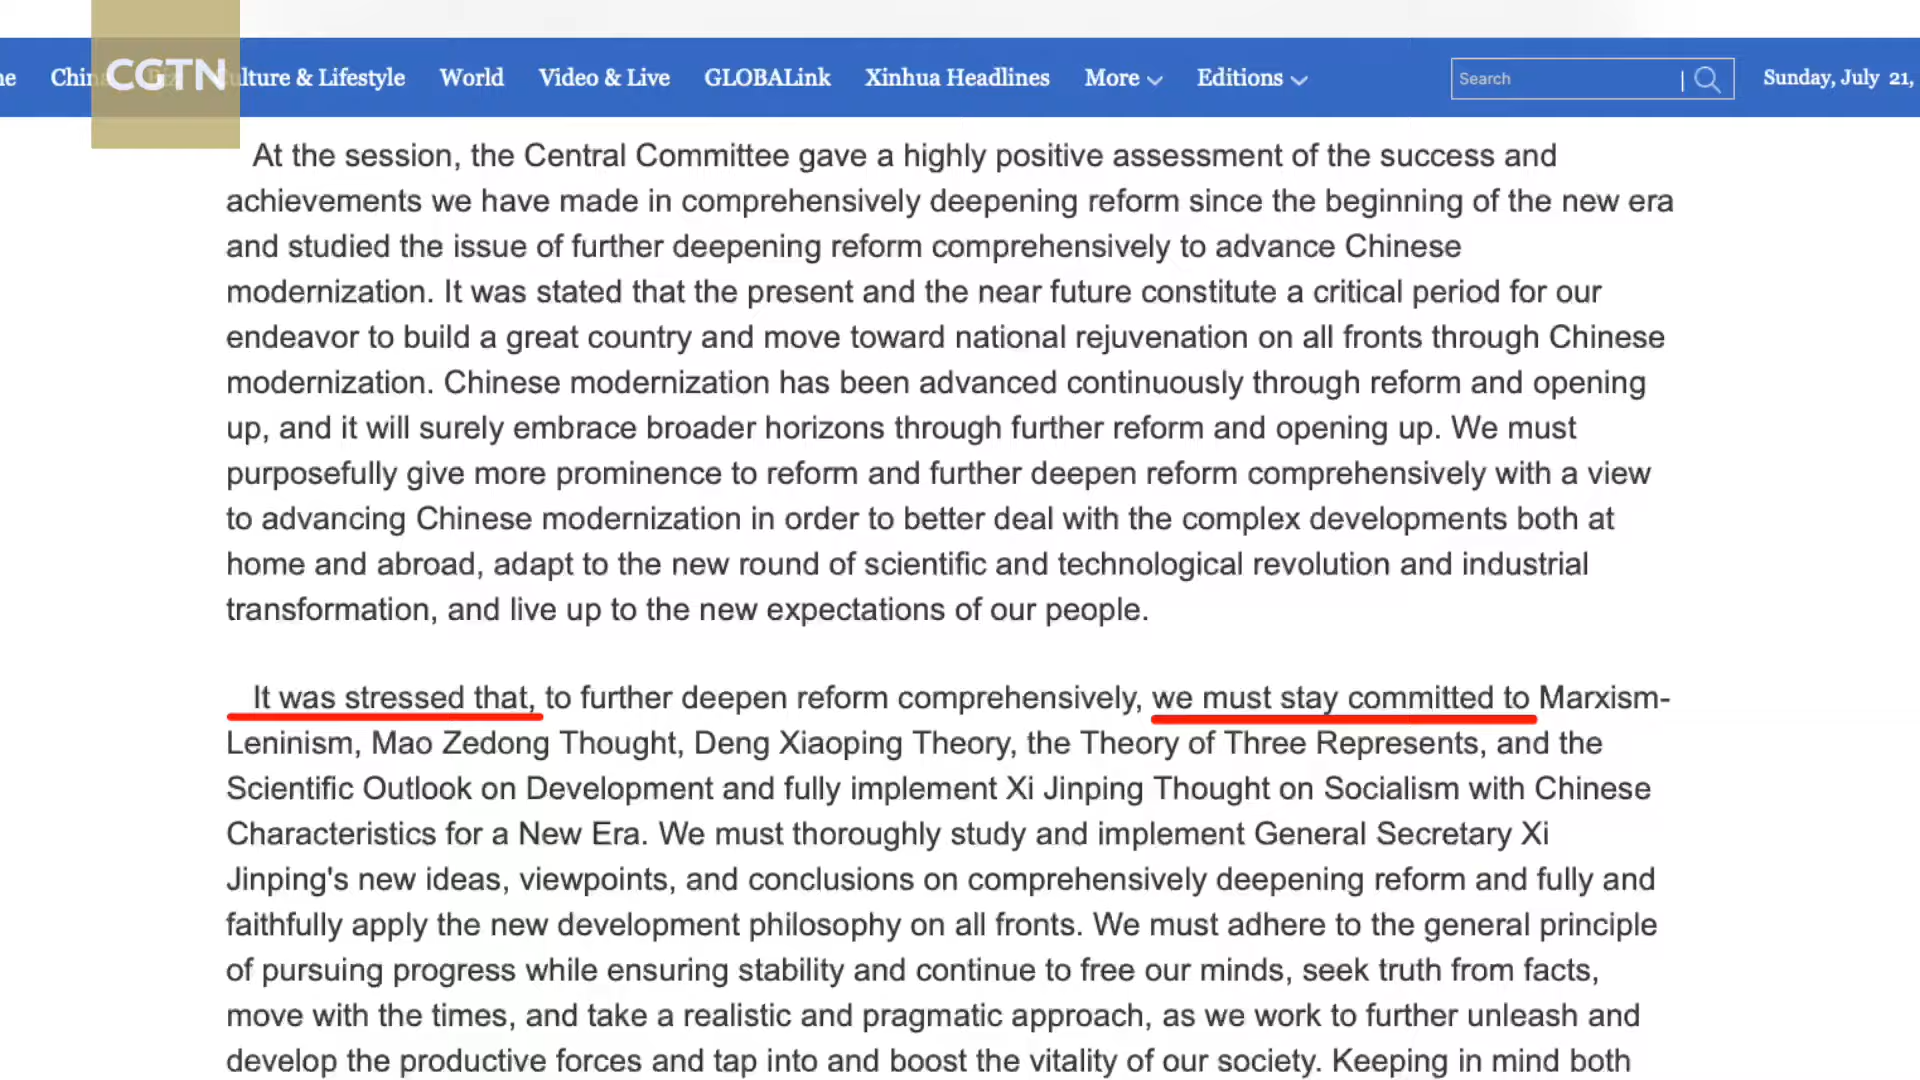 CGTN
ne Chin Biz ulture & Lifestyle World Video & Live GLOBALink Xinhua Headlines More Editions Search Sunday, July 21,
At the session, the Central Committee gave a highly positive assessment of the success and
achievements we have made in comprehensively deepening reform since the beginning of the new era
and studied the issue of further deepening reform comprehensively to advance Chinese
modernization. It was stated that the present and the near future constitute a critical period for our
endeavor to build a great country and move toward national rejuvenation on all fronts through Chinese
modernization. Chinese modernization has been advanced continuously through reform and opening
up, and it will surely embrace broader horizons through further reform and opening up. We must
purposefully give more prominence to reform and further deepen reform comprehensively with a view
to advancing Chinese modernization in order to better deal with the complex developments both at
home and abroad, adapt to the new round of scientific and technological revolution and industrial
transformation, and live up to the new expectations of our people.
It was stressed that, to further deepen reform comprehensively, we must stay committed to Marxism-
Leninism, Mao Zedong Thought, Deng Xiaoping Theory, the Theory of Three Represents, and the
Scientific Outlook on Development and fully implement Xi Jinping Thought on Socialism with Chinese
Characteristics for a New Era. We must thoroughly study and implement General Secretary Xi
Jinping's new ideas, viewpoints, and conclusions on comprehensively deepening reform and fully and
faithfully apply the new development philosophy on all fronts. We must adhere to the general principle
of pursuing progress while ensuring stability and continue to free our minds, seek truth from facts,
move with the times, and take a realistic and pragmatic approach, as we work to further unleash and
develop the productive forces and tap into and boost the vitality of our society. Keeping in mind both